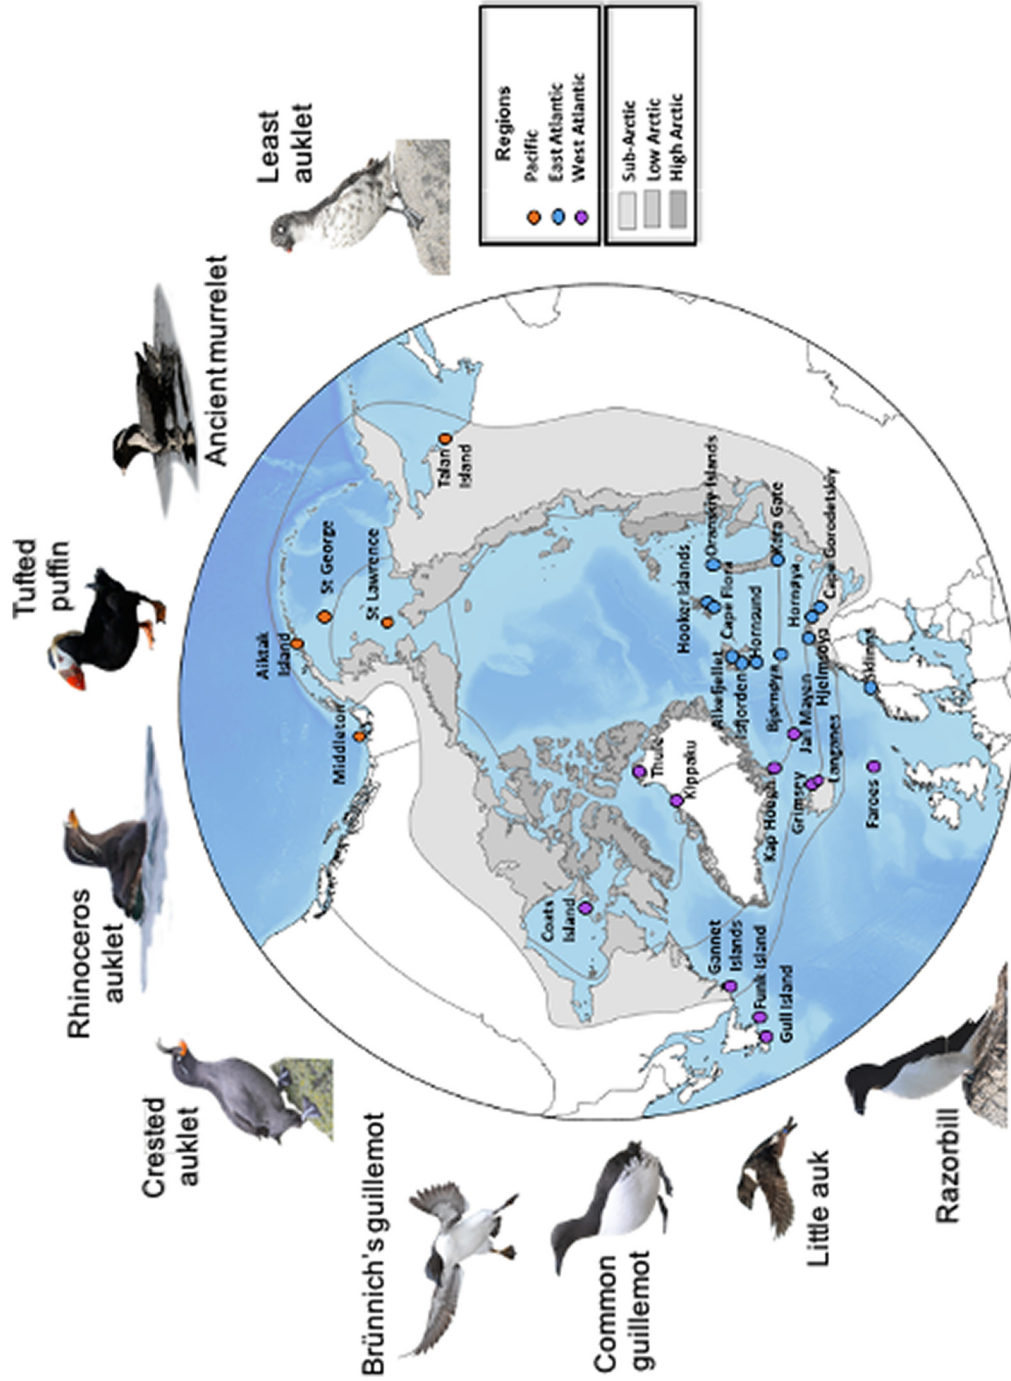 Tufted
puffin
Rhinoceros
auklet
Crested
auklet
Brünnich's guillemot
Common
guillemot
Little auk
Razorbill
Ancient murrelet
Least
auklet
Regions
Pacific
East Atlantic
West Atlantic
Sub-Arctic
Low Arctic
High Arctic
Aiktak
Island
St George
St Lawrence
Middleton
Talan
Island
Coats
Island
Thule
Kippaku
Gannet
Islands
Funk Island
Gull Island
Kap Höegh
Grimsey
Langanes
Jan Mayen
Faroes
Sklinna
Hjelmsøya
Hornøya
Cape Gorodetskiy
Kara Gate
Oranskiy Islands
Hooker Islands
Cape Flora
Alkefjellet
Isfjorden
Hornsund
Bjørnøya